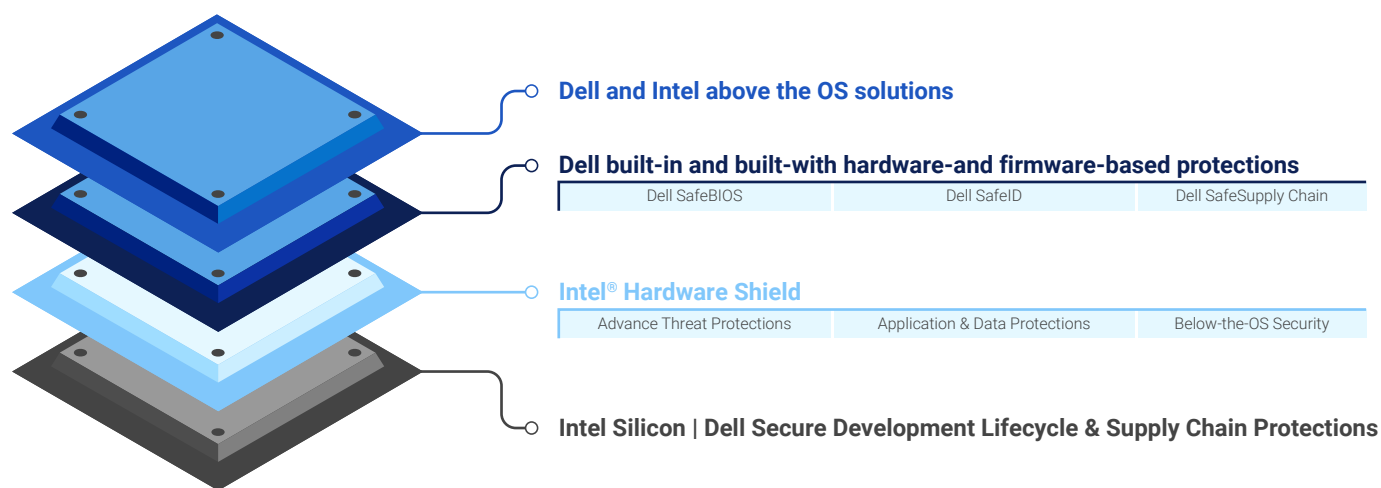 Dell and Intel above the OS solutions
Dell built-in and built-with hardware-and firmware-based protections
Dell SafeBIOS
Dell SafeID
Dell SafeSupply Chain
Intel® Hardware Shield
Advance Threat Protections
Application & Data Protections
Below-the-OS Security
Intel Silicon | Dell Secure Development Lifecycle & Supply Chain Protections